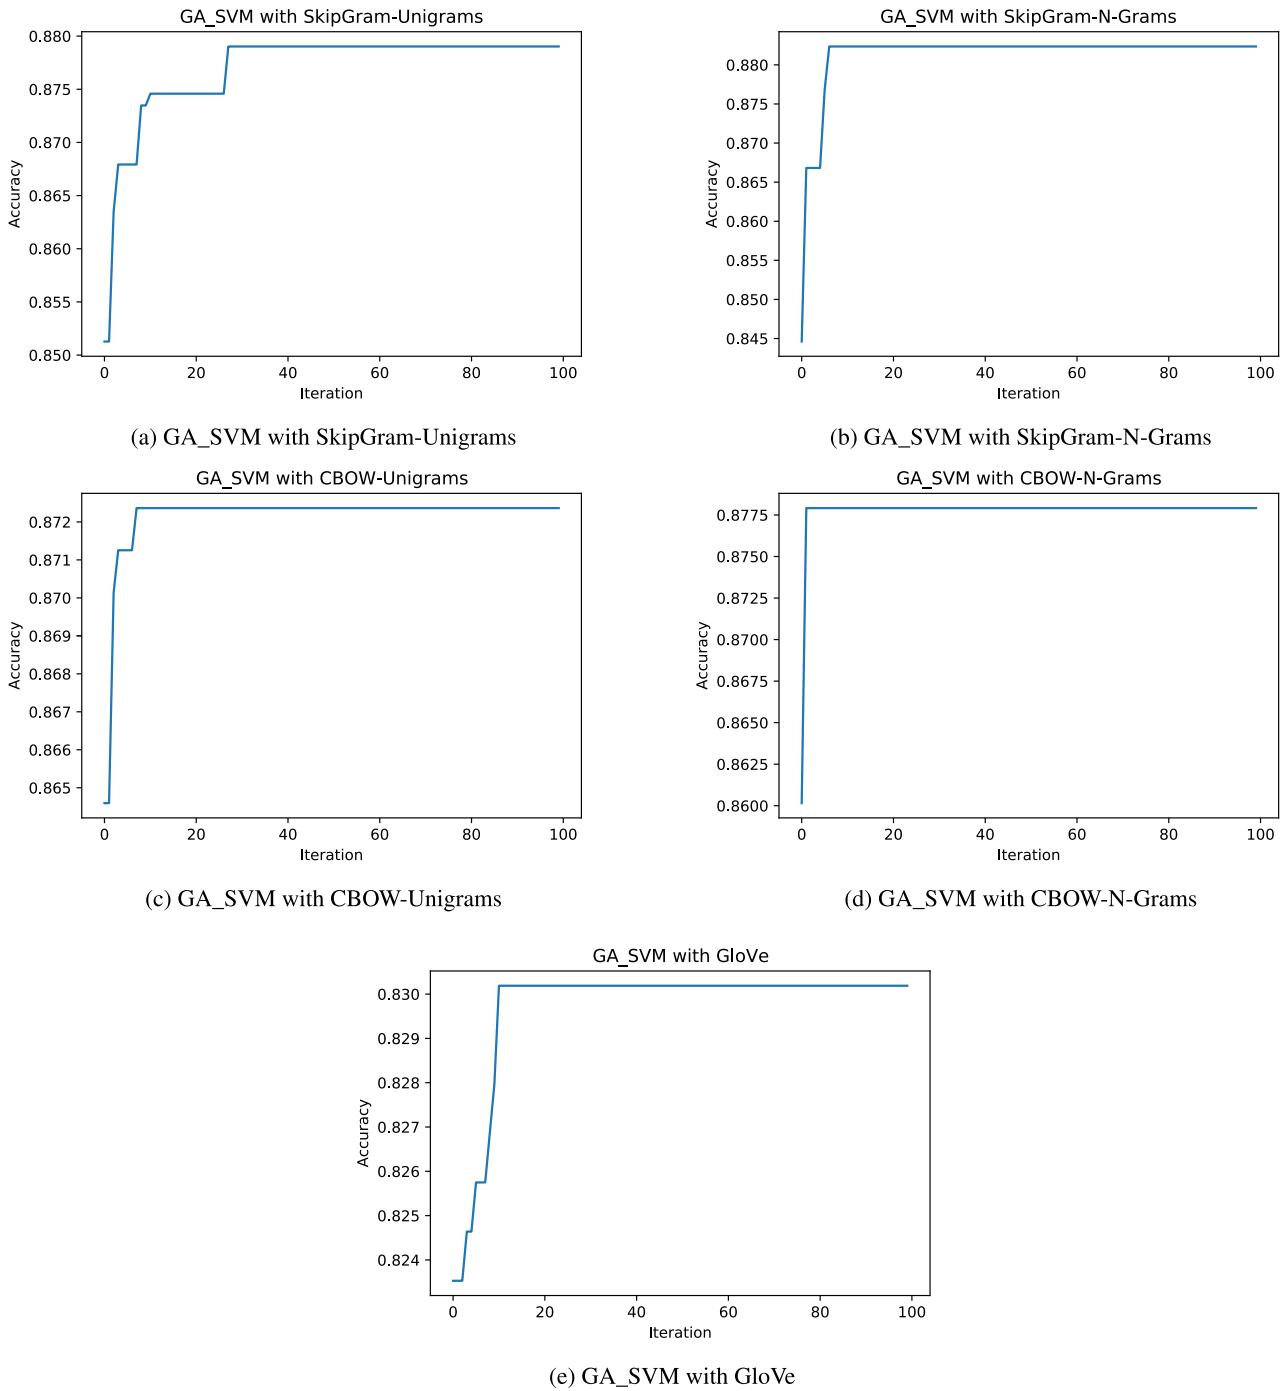 GA_SVM with SkipGram-Unigrams
0.880
0.875
0.870
0.865
0.860
0.855
0.850
Accuracy
0 20 40 60 80 100
Iteration
(a) GA_SVM with SkipGram-Unigrams
GA_SVM with SkipGram-N-Grams
0.880
0.875
0.870
0.865
0.860
0.855
0.850
0.845
Accuracy
0 20 40 60 80 100
Iteration
(b) GA_SVM with SkipGram-N-Grams
GA_SVM with CBOW-Unigrams
0.872
0.871
0.870
0.869
0.868
0.867
0.866
0.865
Accuracy
0 20 40 60 80 100
Iteration
(c) GA_SVM with CBOW-Unigrams
GA_SVM with CBOW-N-Grams
0.8775
0.8750
0.8725
0.8700
0.8675
0.8650
0.8625
0.8600
Accuracy
0 20 40 60 80 100
Iteration
(d) GA_SVM with CBOW-N-Grams
GA_SVM with GloVe
0.830
0.829
0.828
0.827
0.826
0.825
0.824
Accuracy
0 20 40 60 80 100
Iteration
(e) GA_SVM with GloVe